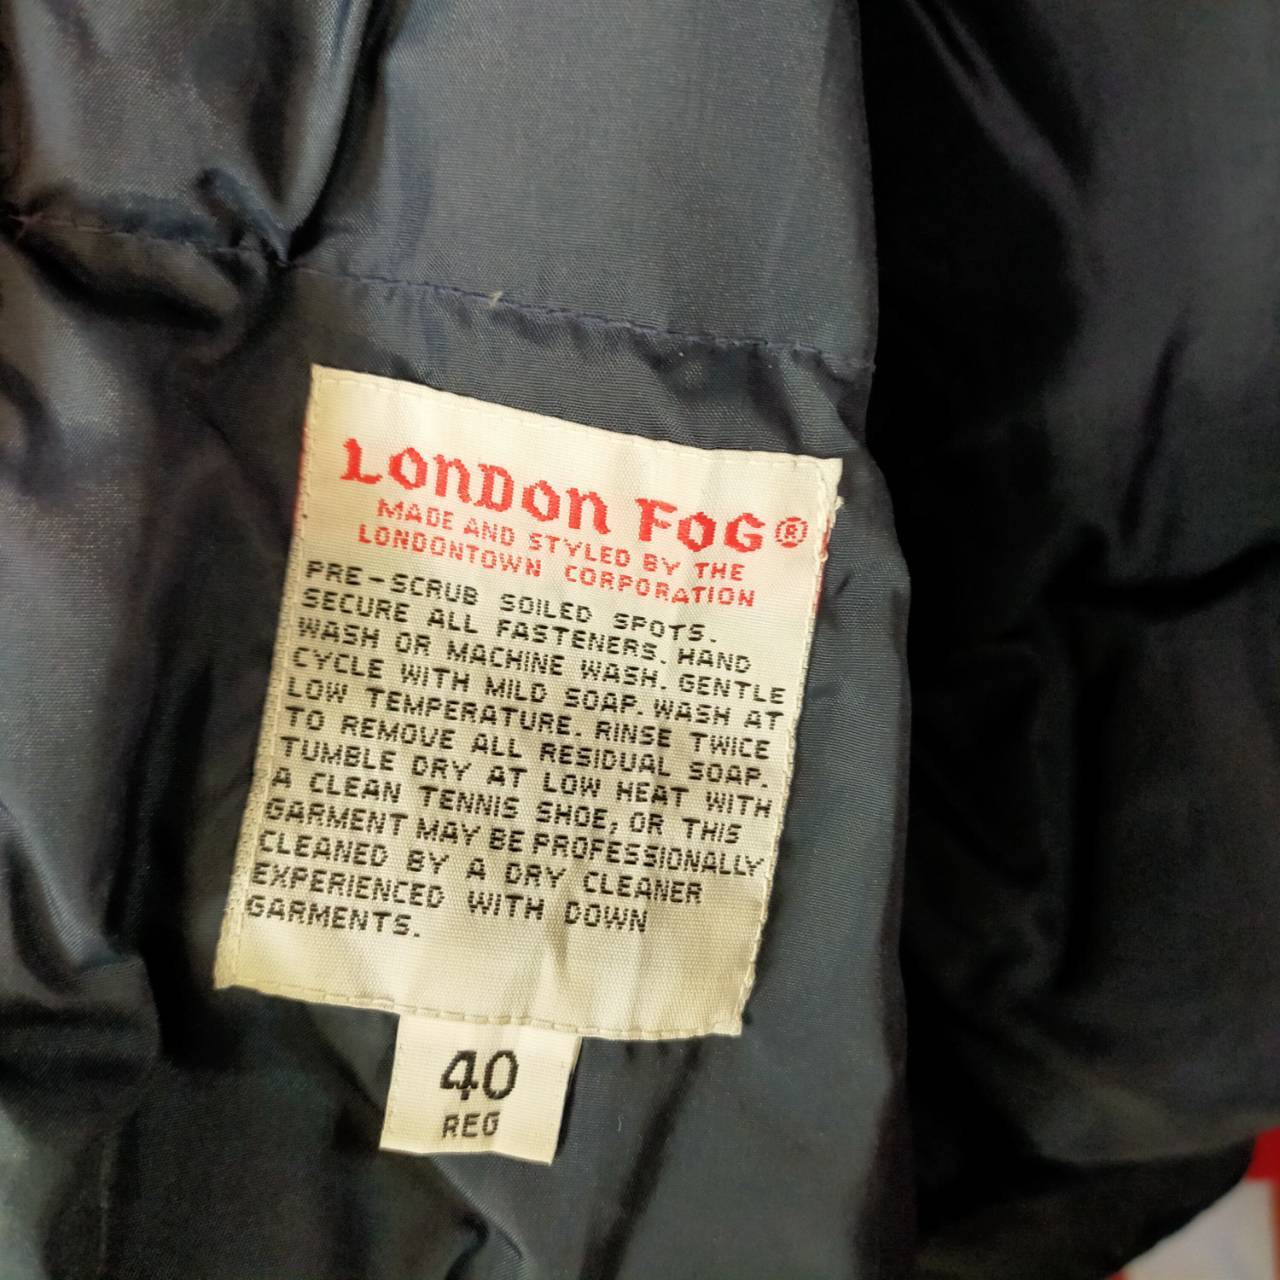 LONDON FOG®
MADE AND STYLED BY THE
LONDONTOWN CORPORATION
PRE-SCRUB SOILED SPOTS.
SECURE ALL FASTENERS. HAND
WASH OR MACHINE WASH. GENTLE
CYCLE WITH MILD SOAP. WASH AT
LOW TEMPERATURE. RINSE TWICE
TO REMOVE ALL RESIDUAL SOAP.
TUMBLE DRY AT LOW HEAT WITH
A CLEAN TENNIS SHOE, OR THIS
GARMENT MAY BE PROFESSIONALLY
CLEANED BY A DRY CLEANER
EXPERIENCED WITH DOWN
GARMENTS.
40
REG